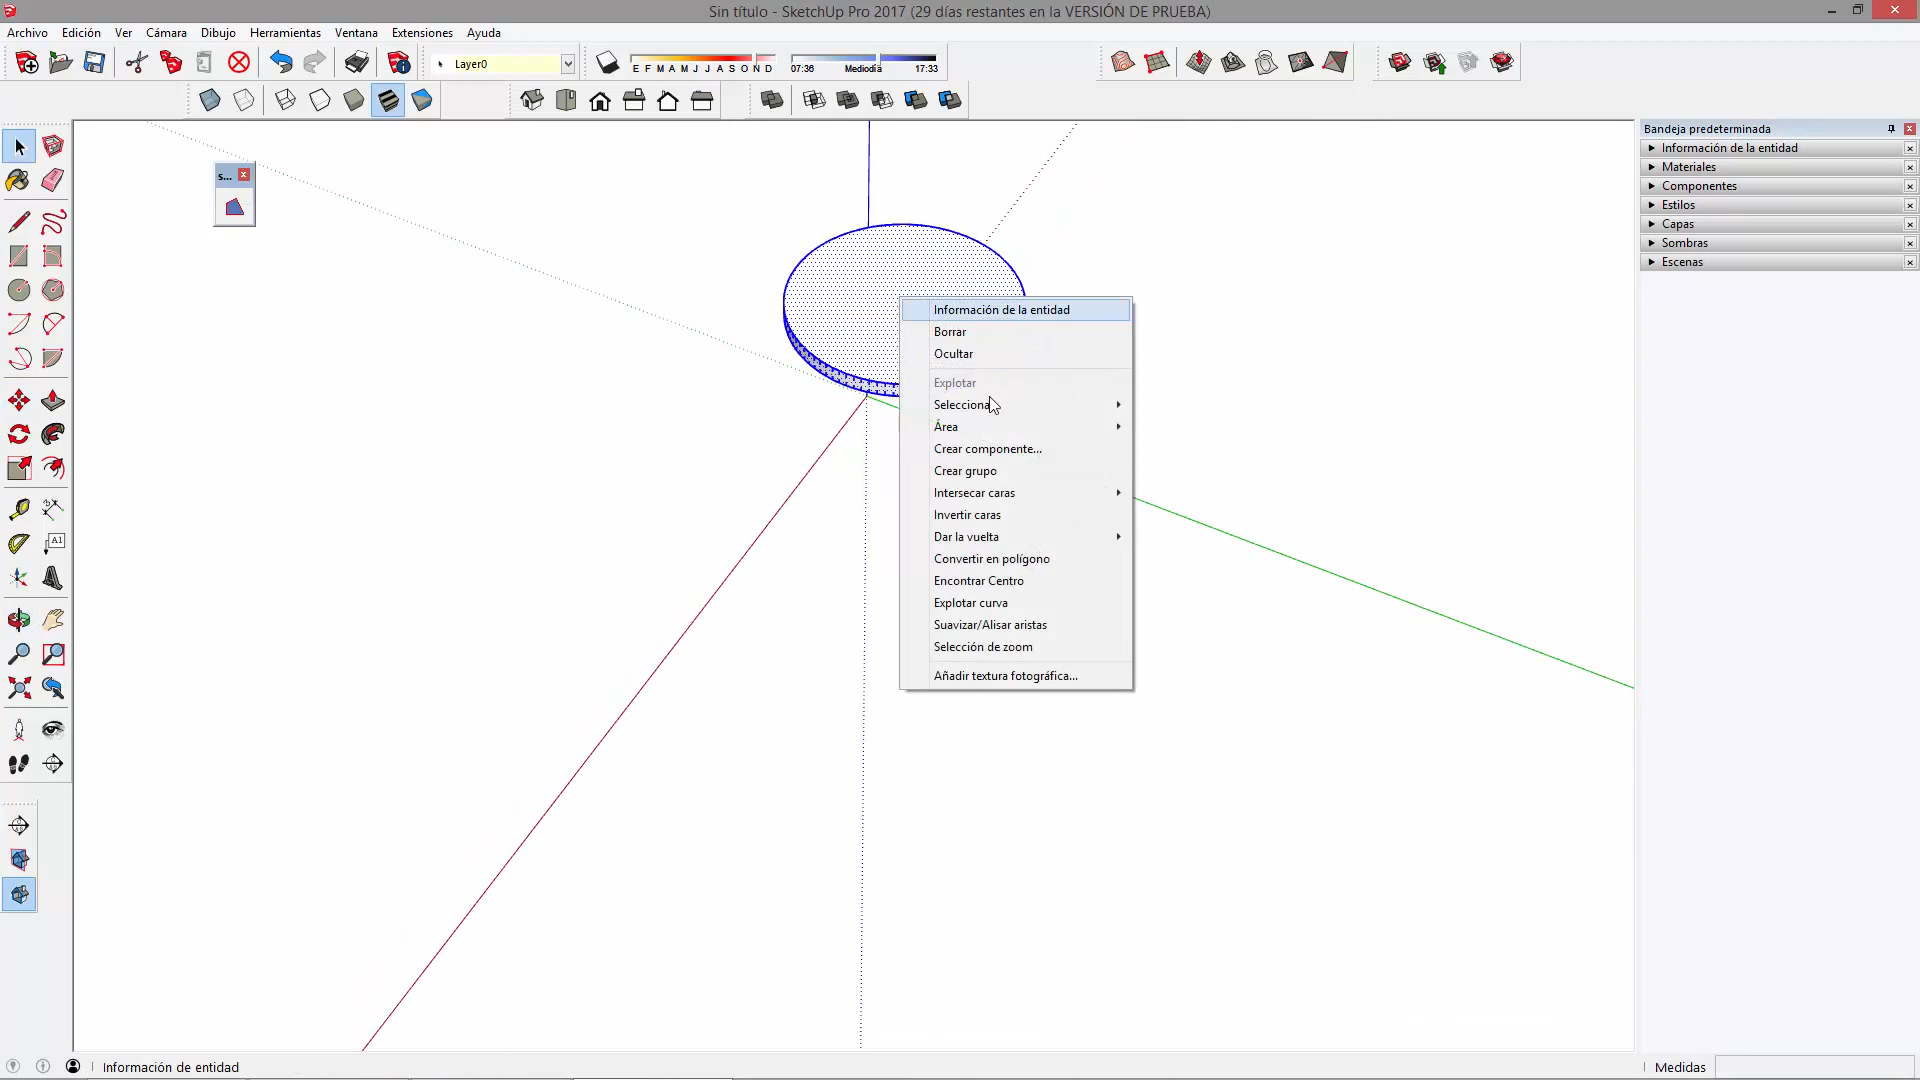 Sin título - SketchUp Pro 2017 (29 días restantes en la VERSIÓN DE PRUEBA)
Archivo Edición Ver Cámara Dibujo Herramientas Ventana Extensiones Ayuda
Layer0
E F M A M J J A S O N D
07:36 Mediodía 17:33
Bandeja predeterminada
Información de la entidad
Materiales
Componentes
Estilos
Capas
Sombras
Escenas
s...
Información de la entidad
Borrar
Ocultar
Explotar
Selecciona
Área
Crear componente...
Crear grupo
Intersecar caras
Invertir caras
Dar la vuelta
Convertir en polígono
Encontrar Centro
Explotar curva
Suavizar/Alisar aristas
Selección de zoom
Añadir textura fotográfica...
A1
Información de entidad
Medidas